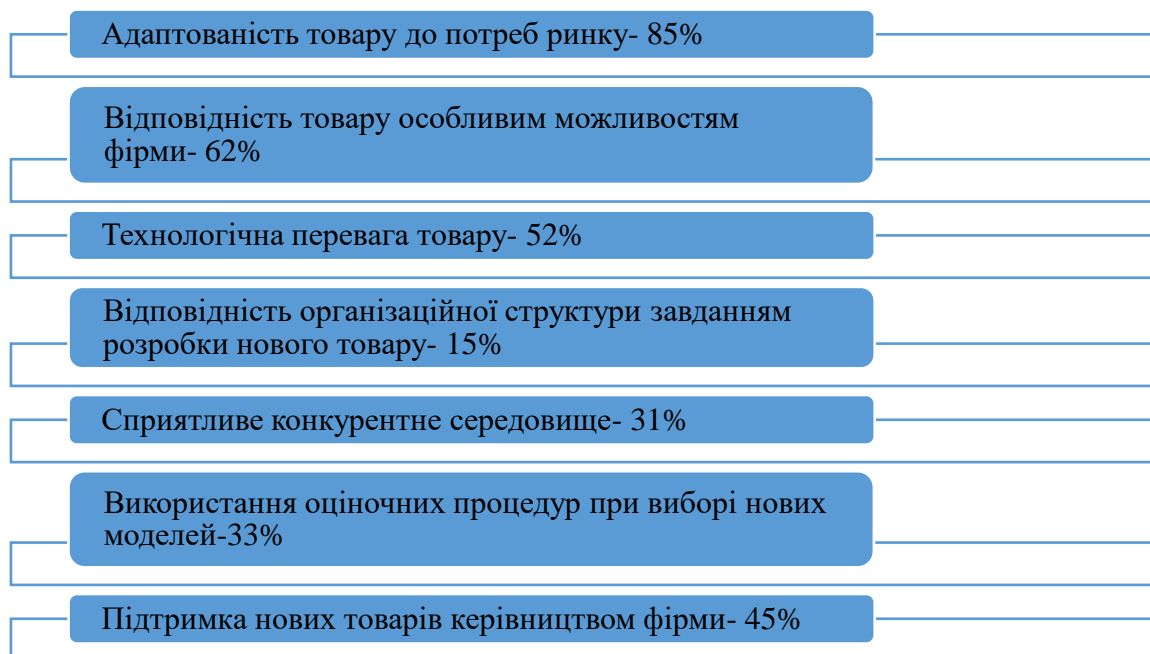 Адаптованість товару до потреб ринку- 85%
Відповідність товару особливим можливостям
фірми- 62%
Технологічна перевага товару- 52%
Відповідність організаційної структури завданням
розробки нового товару- 15%
Сприятливе конкурентне середовище- 31%
Використання оціночних процедур при виборі нових
моделей-33%
Підтримка нових товарів керівництвом фірми- 45%